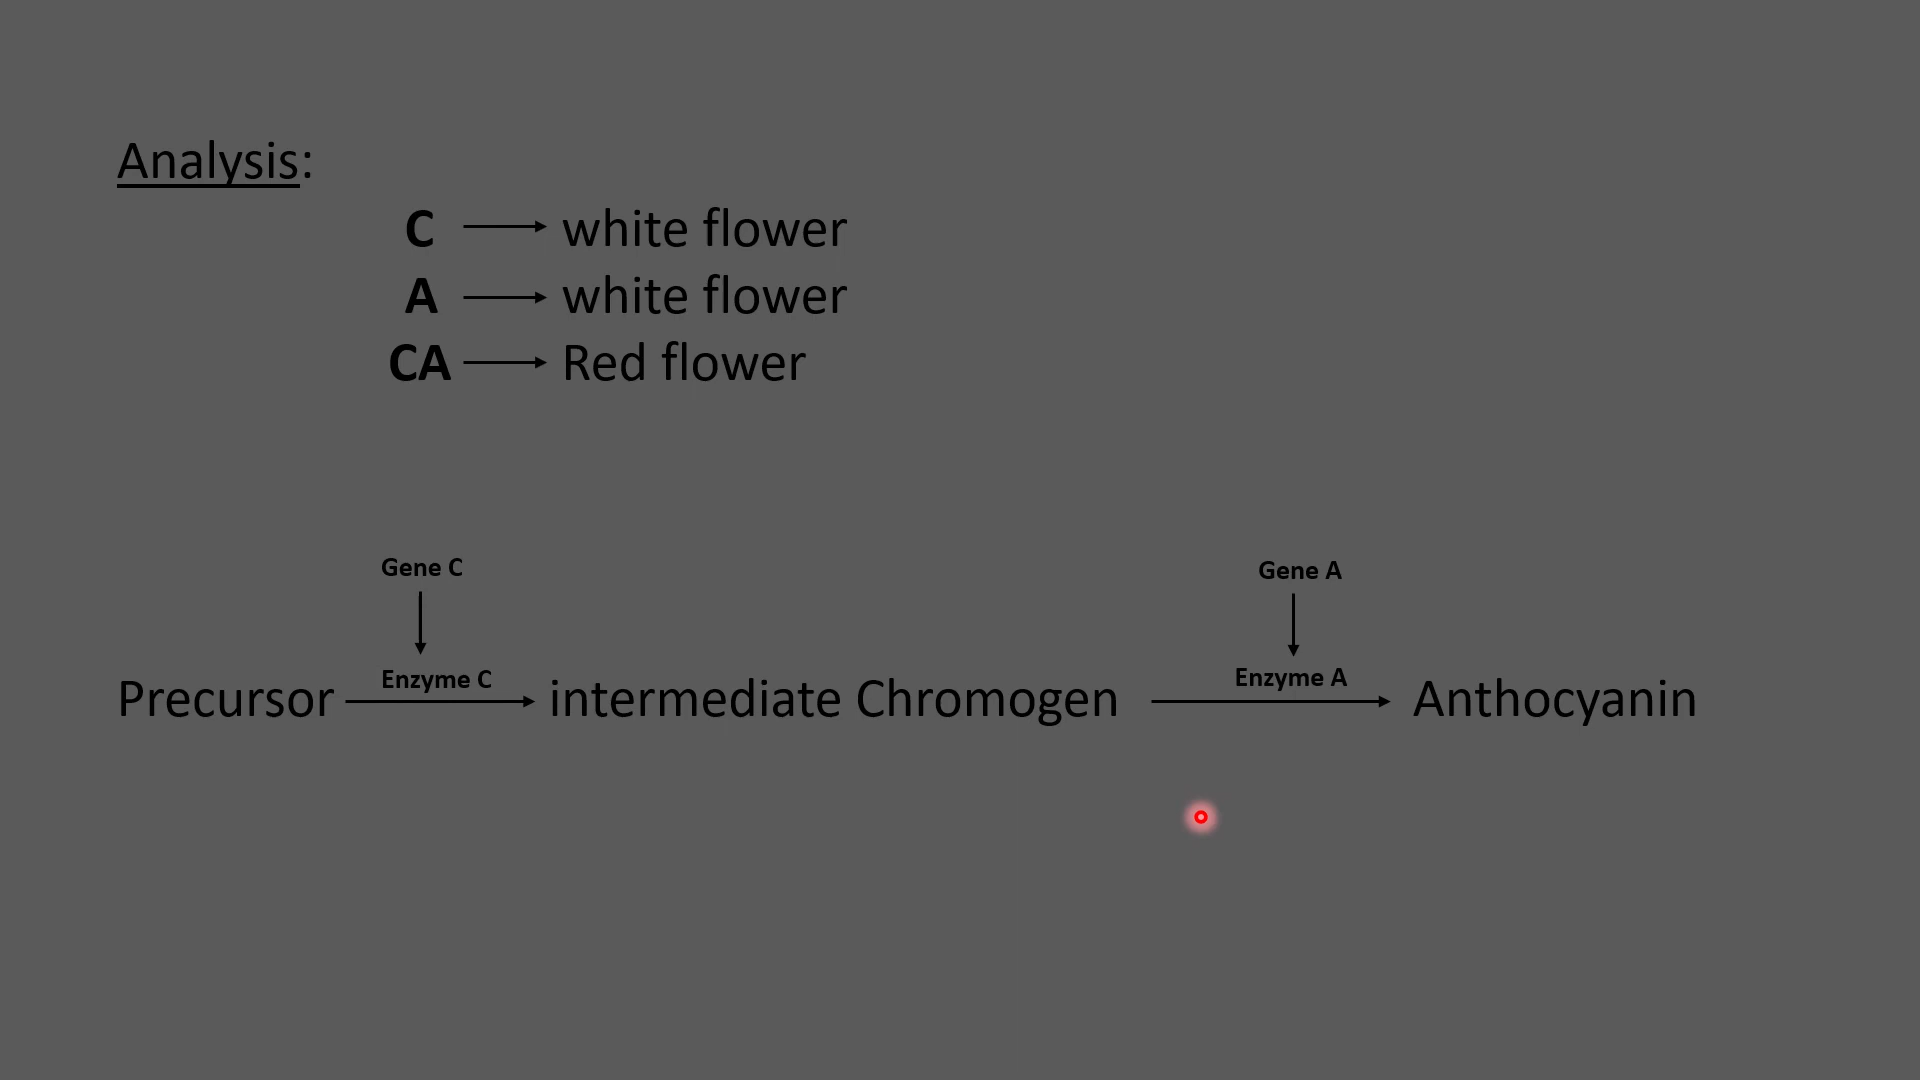 Analysis:
C → white flower
A → white flower
CA → Red flower
Gene C
Gene A
Enzyme C
Enzyme A
Precursor → intermediate Chromogen → Anthocyanin